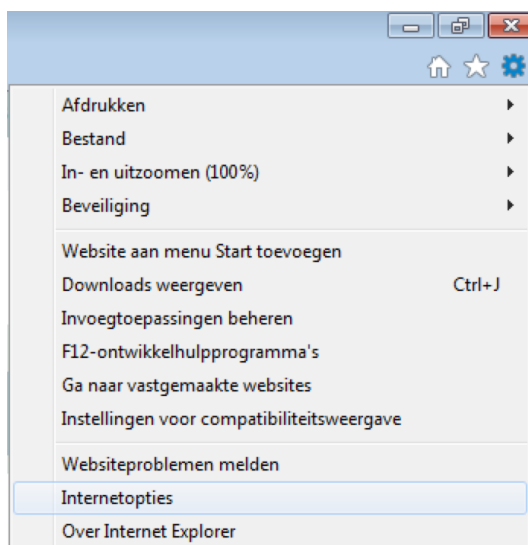 Afdrukken
Bestand
In- en uitzoomen (100%)
Beveiliging
Website aan menu Start toevoegen
Downloads weergeven Ctrl+J
Invoegtoepassingen beheren
F12-ontwikkelhulpprogramma's
Ga naar vastgemaakte websites
Instellingen voor compatibiliteitsweergave
Websiteproblemen melden
Internetopties
Over Internet Explorer